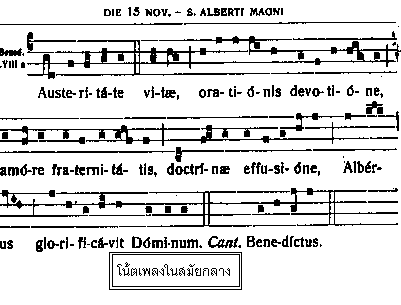 DIE 15 NOV. – S. ALBERTI MAGNI
Bened.
VIII a
Auste-ri-tá-te vitæ, ora-ti-ó-nis devo-ti-ó-ne,
amó-re fra-terni-tá-tis, doctrí-næ effu-si-óne, Albér-
us glo-ri-fi-cá-vit Dómi-num. Cant. Bene-díctus.
โน้ตเพลงในสมัยกลาง